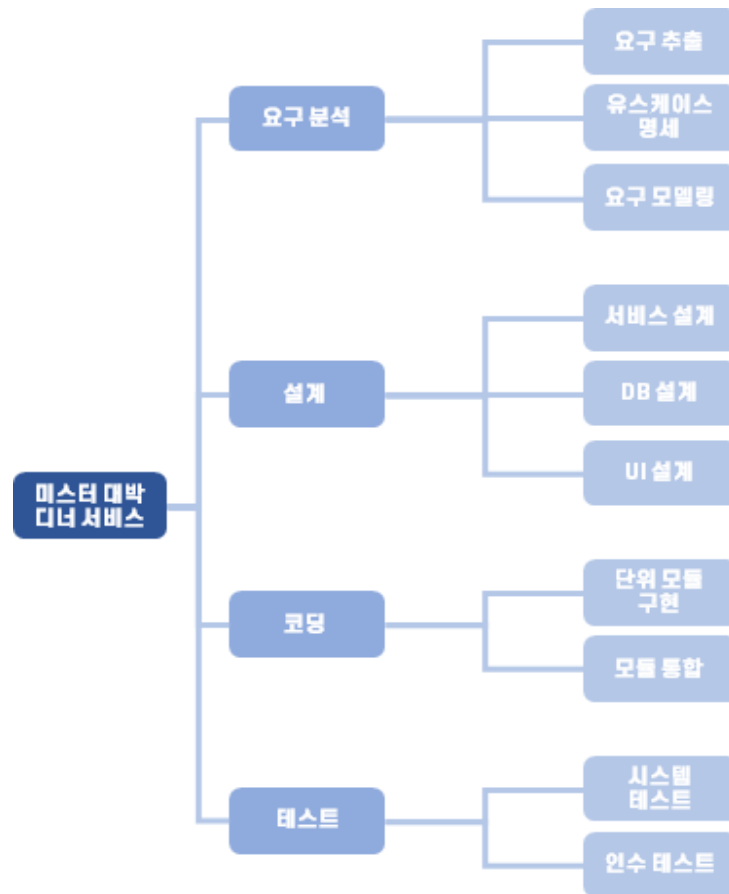 요구 추출
요구 분석
유스케이스
명세
요구 모델링
서비스 설계
설계
DB 설계
UI 설계
미스터 대박
디너 서비스
단위 모듈
구현
코딩
모듈 통합
시스템
테스트
테스트
인수 테스트